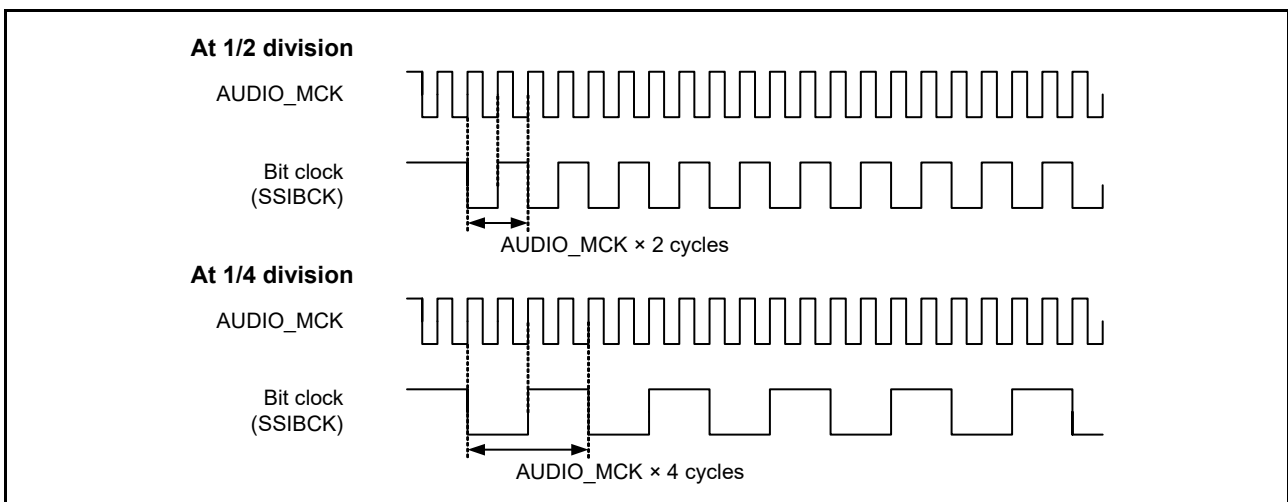 At 1/2 division
AUDIO_MCK
Bit clock
(SSIBCK)
AUDIO_MCK × 2 cycles
At 1/4 division
AUDIO_MCK
Bit clock
(SSIBCK)
AUDIO_MCK × 4 cycles